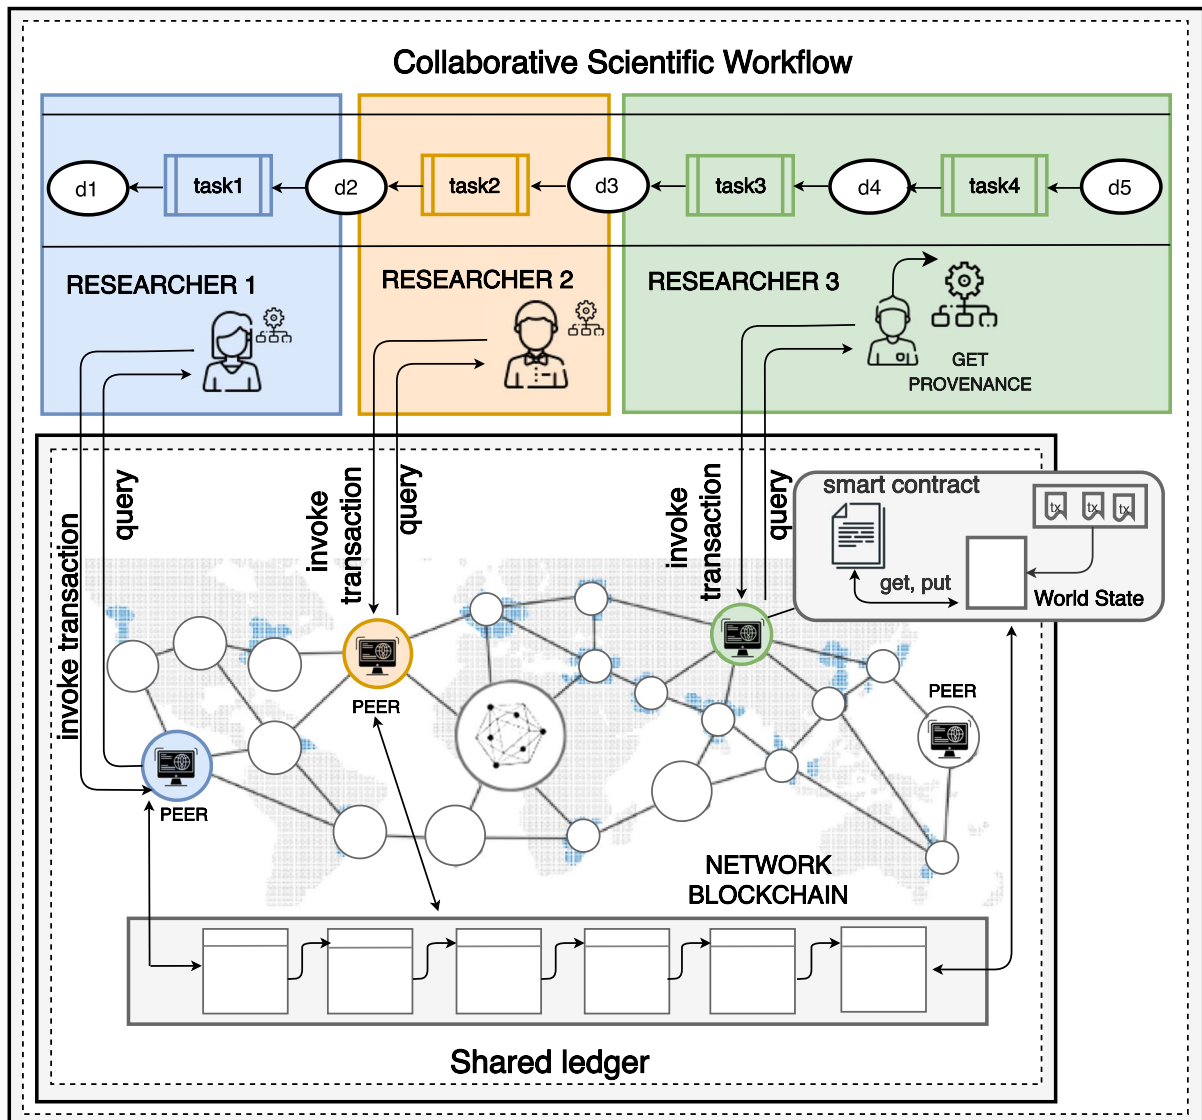 Collaborative Scientific Workflow
d1
task1
d2
task2
d3
task3
d4
task4
d5
RESEARCHER 1
RESEARCHER 2
RESEARCHER 3
GET
PROVENANCE
invoke transaction
query
invoke
transaction
query
invoke
transaction
query
smart contract
tx
tx
tx
get, put
World State
PEER
PEER
PEER
NETWORK
BLOCKCHAIN
Shared ledger